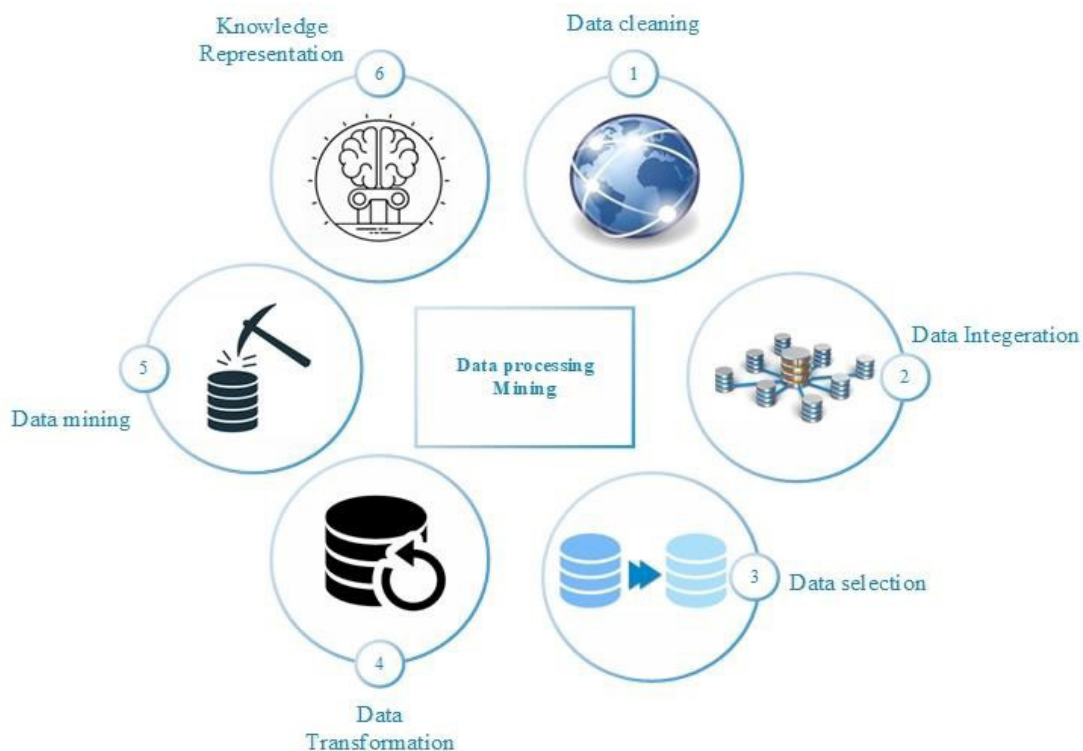 Knowledge
Representation
6
Data cleaning
1
Data Integeration
2
Data processing
Mining
5
Data mining
3
Data selection
4
Data
Transformation